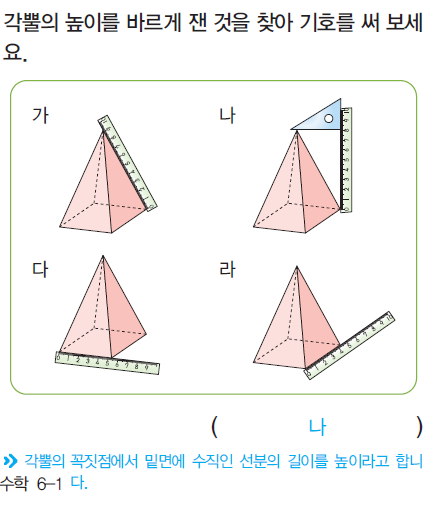 각뿔의 높이를 바르게 잰 것을 찾아 기호를 써 보세
요.
가
나
다
라
( 나 )
≫ 각뿔의 꼭짓점에서 밑면에 수직인 선분의 길이를 높이라고 합니
수학 6-1 다.